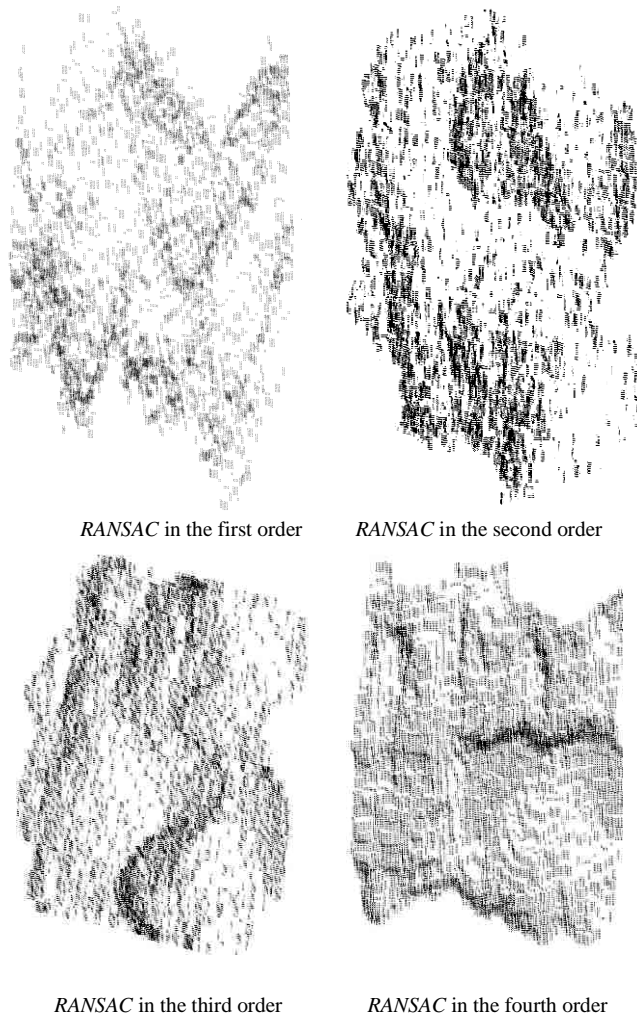 RANSAC in the first order
RANSAC in the second order
RANSAC in the third order
RANSAC in the fourth order